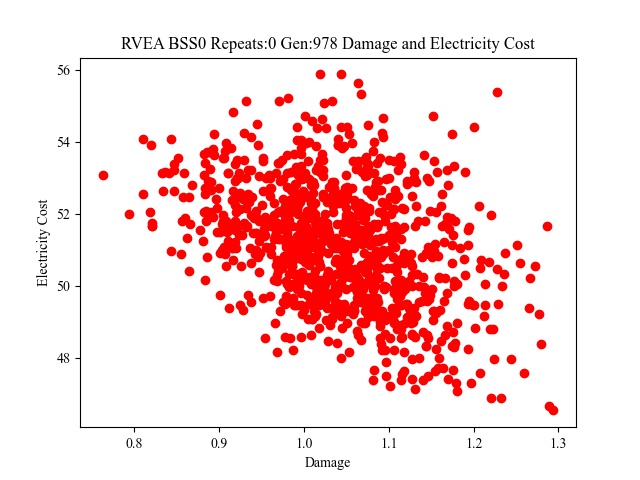 RVEA BSS0 Repeats:0 Gen:978 Damage and Electricity Cost
56
54
52
50
48
Electricity Cost
0.8 0.9 1.0 1.1 1.2 1.3
Damage